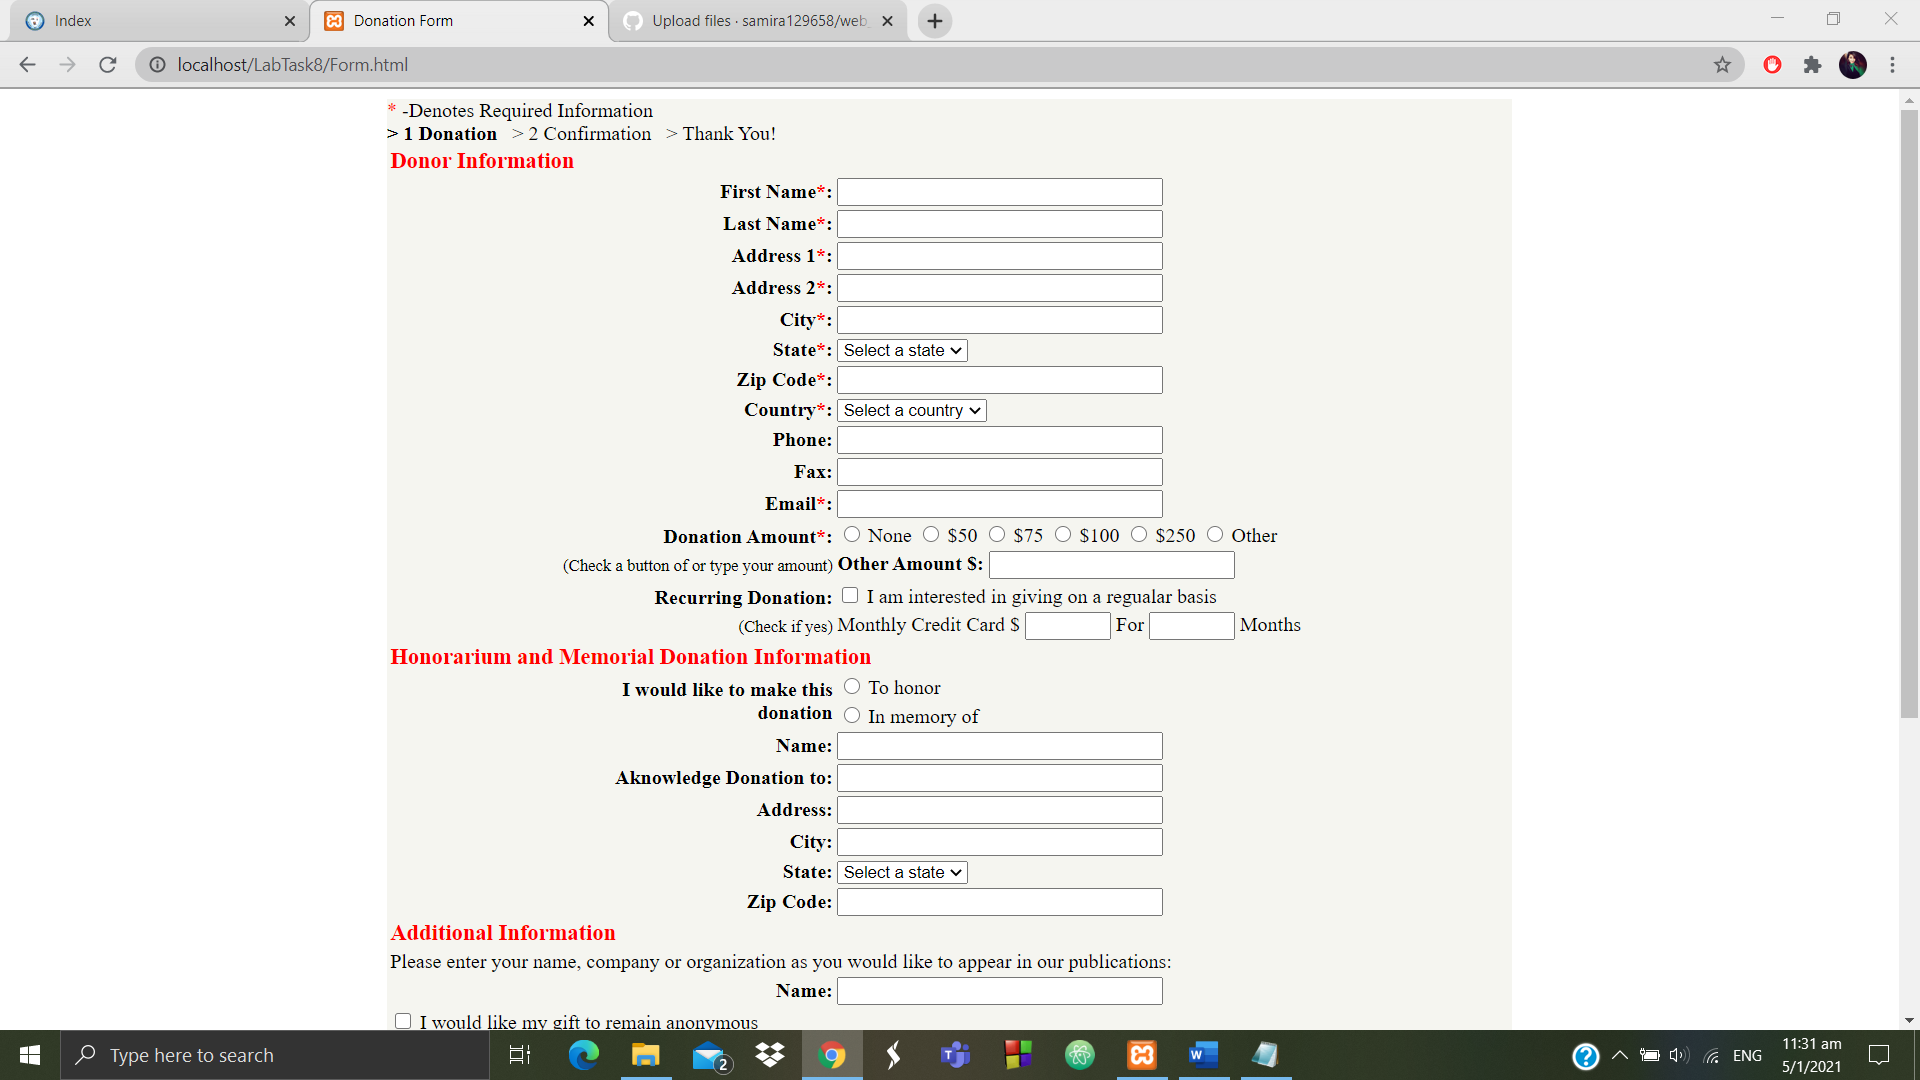 Index
Donation Form
Upload files · samira129658/web_
localhost/LabTask8/Form.html
* -Denotes Required Information
> 1 Donation > 2 Confirmation > Thank You!
Donor Information
First Name*:
Last Name*:
Address 1*:
Address 2*:
City*:
State*: Select a state
Zip Code*:
Country*: Select a country
Phone:
Fax:
Email*:
Donation Amount*: None $50 $75 $100 $250 Other
(Check a button of or type your amount) Other Amount $:
Recurring Donation: I am interested in giving on a regualar basis
(Check if yes) Monthly Credit Card $ For Months
Honorarium and Memorial Donation Information
I would like to make this donation
To honor
In memory of
Name:
Aknowledge Donation to:
Address:
City:
State: Select a state
Zip Code:
Additional Information
Please enter your name, company or organization as you would like to appear in our publications:
Name:
I would like my gift to remain anonymous
Type here to search
2
ENG
11:31 am
5/1/2021